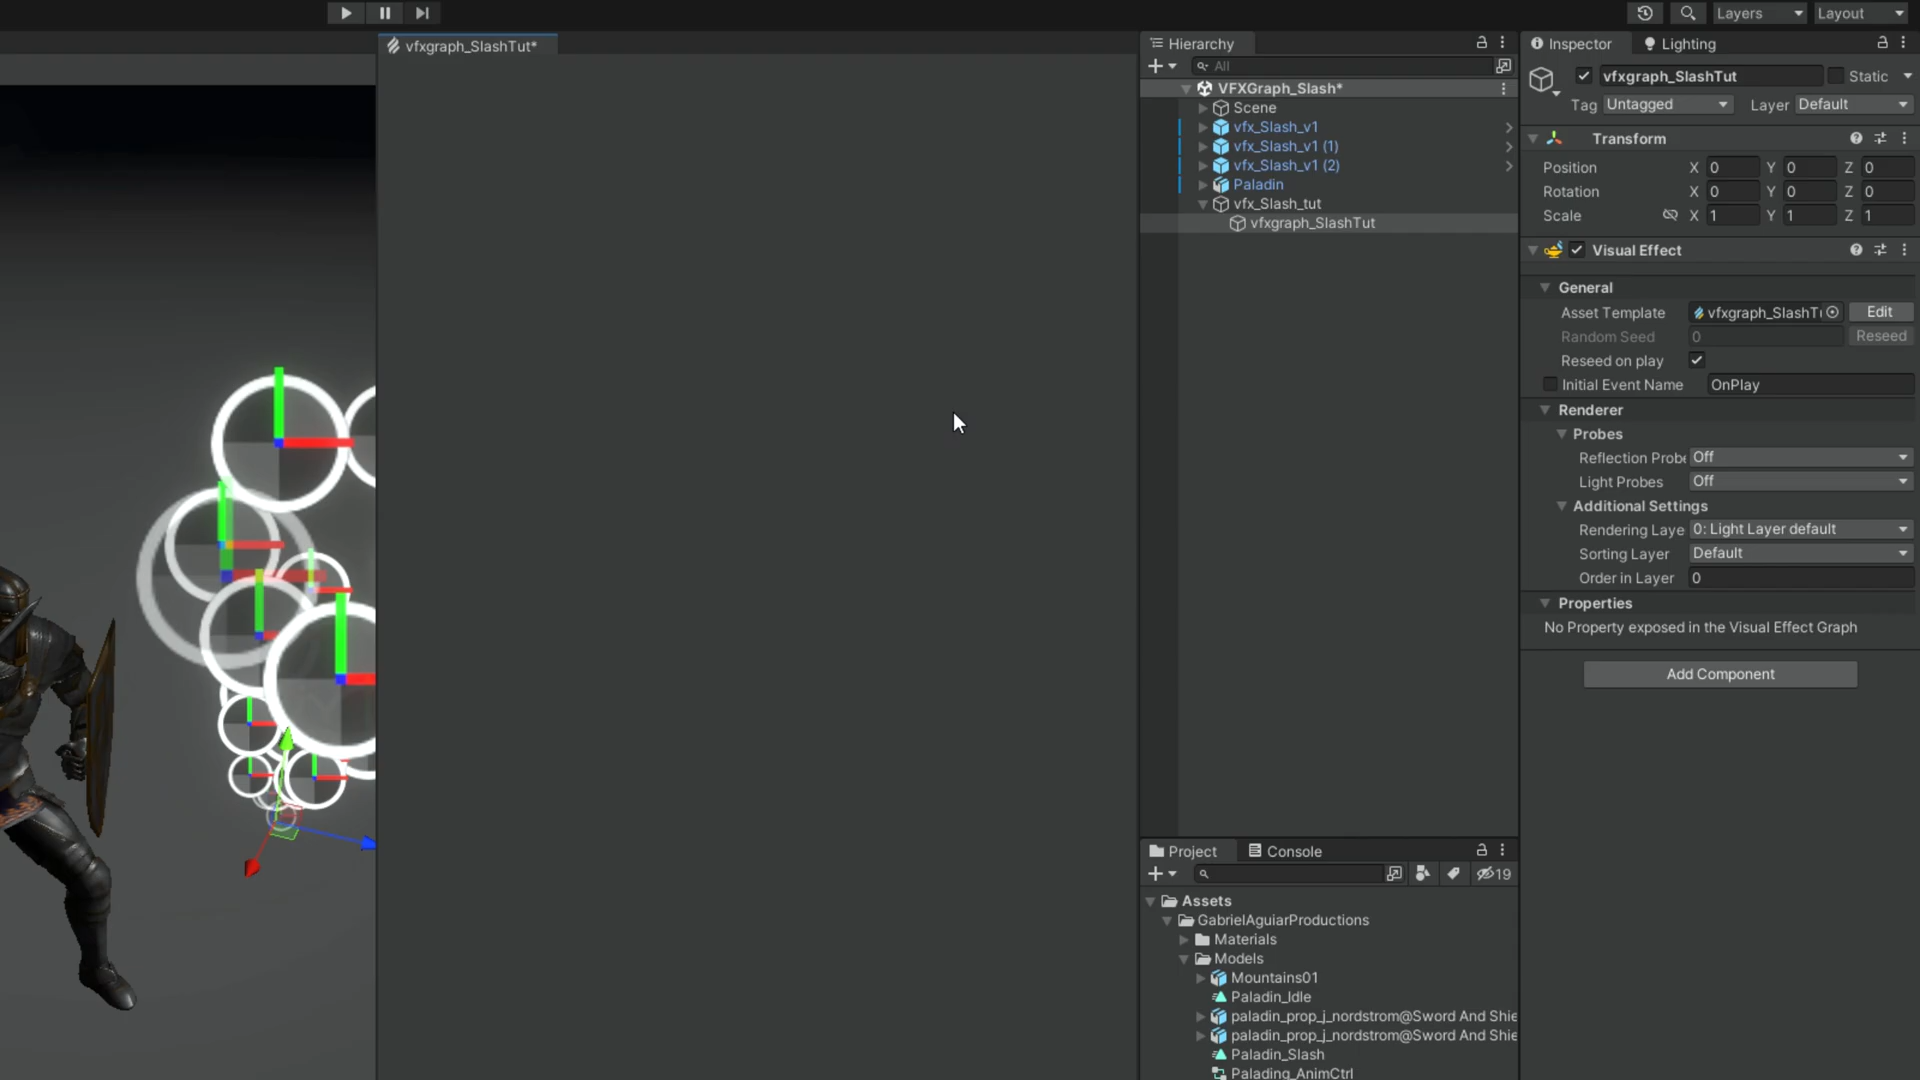 Layers
Layout
vfxgraph_SlashTut*
Hierarchy
All
VFXGraph_Slash*
Scene
vfx_Slash_v1
vfx_Slash_v1 (1)
vfx_Slash_v1 (2)
Paladin
vfx_Slash_tut
vfxgraph_SlashTut
Project
Console
19
Assets
GabrielAguiarProductions
Materials
Models
Mountains01
Paladin_Idle
paladin_prop_j_nordstrom@Sword And Shie
paladin_prop_j_nordstrom@Sword And Shie
Paladin_Slash
Palading_AnimCtrl
Inspector
Lighting
vfxgraph_SlashTut
Static
Tag Untagged
Layer Default
Transform
Position X 0 Y 0 Z 0
Rotation X 0 Y 0 Z 0
Scale X 1 Y 1 Z 1
Visual Effect
General
Asset Template vfxgraph_SlashTu Edit
Random Seed 0 Reseed
Reseed on play
Initial Event Name OnPlay
Renderer
Probes
Reflection Probe Off
Light Probes Off
Additional Settings
Rendering Laye 0: Light Layer default
Sorting Layer Default
Order in Layer 0
Properties
No Property exposed in the Visual Effect Graph
Add Component